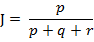 J = p / (p + q + r)